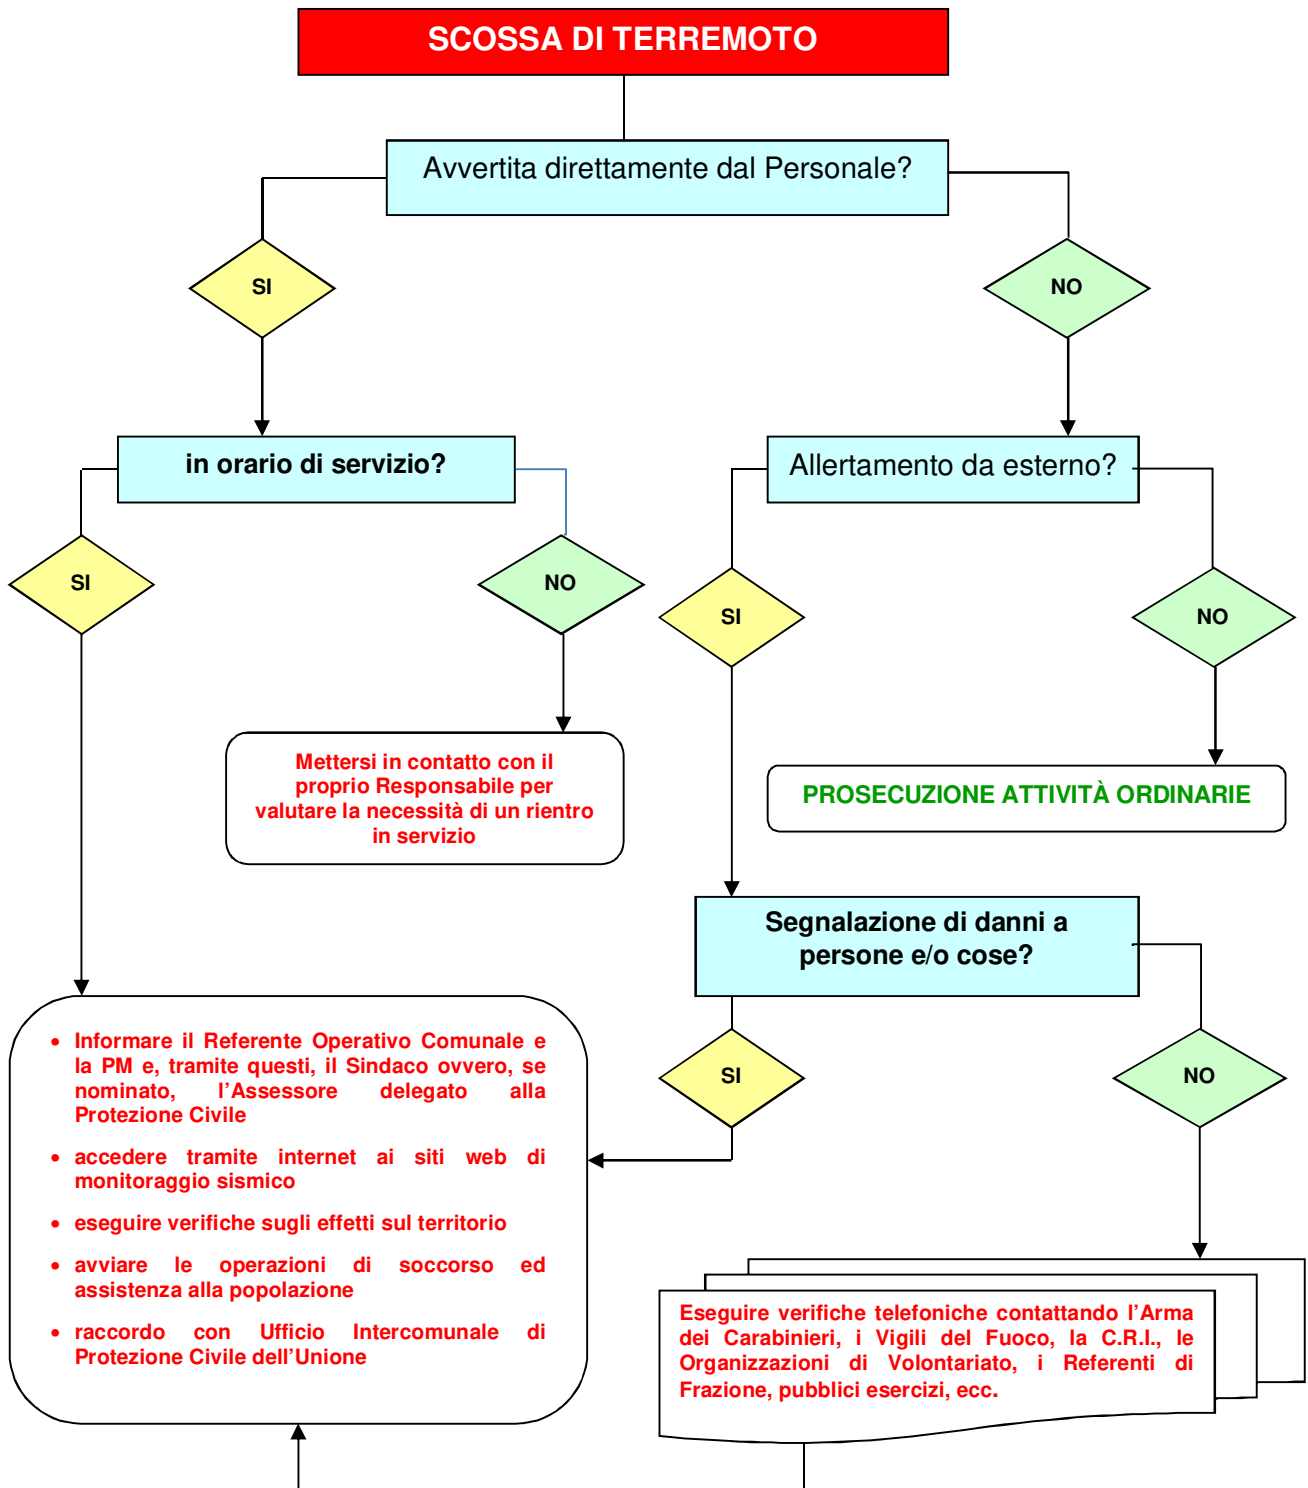 SCOSSA DI TERREMOTO
Avvertita direttamente dal Personale?
SI
NO
in orario di servizio?
Allertamento da esterno?
SI
NO
SI
NO
Mettersi in contatto con il
proprio Responsabile per
valutare la necessità di un rientro
in servizio
PROSECUZIONE ATTIVITÀ ORDINARIE
Segnalazione di danni a
persone e/o cose?
SI
NO
• Informare il Referente Operativo Comunale e
la PM e, tramite questi, il Sindaco ovvero, se
nominato, l'Assessore delegato alla
Protezione Civile
• accedere tramite internet ai siti web di
monitoraggio sismico
• eseguire verifiche sugli effetti sul territorio
• avviare le operazioni di soccorso ed
assistenza alla popolazione
• raccordo con Ufficio Intercomunale di
Protezione Civile dell'Unione
Eseguire verifiche telefoniche contattando l'Arma
dei Carabinieri, i Vigili del Fuoco, la C.R.I., le
Organizzazioni di Volontariato, i Referenti di
Frazione, pubblici esercizi, ecc.